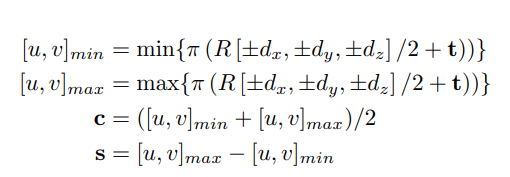 [u, v]_{min} = min{π (R [±d_x, ±d_y, ±d_z] /2 + t))}
[u, v]_{max} = max{π (R [±d_x, ±d_y, ±d_z] /2 + t))}
c = ([u, v]_{min} + [u, v]_{max})/2
s = [u, v]_{max} − [u, v]_{min}